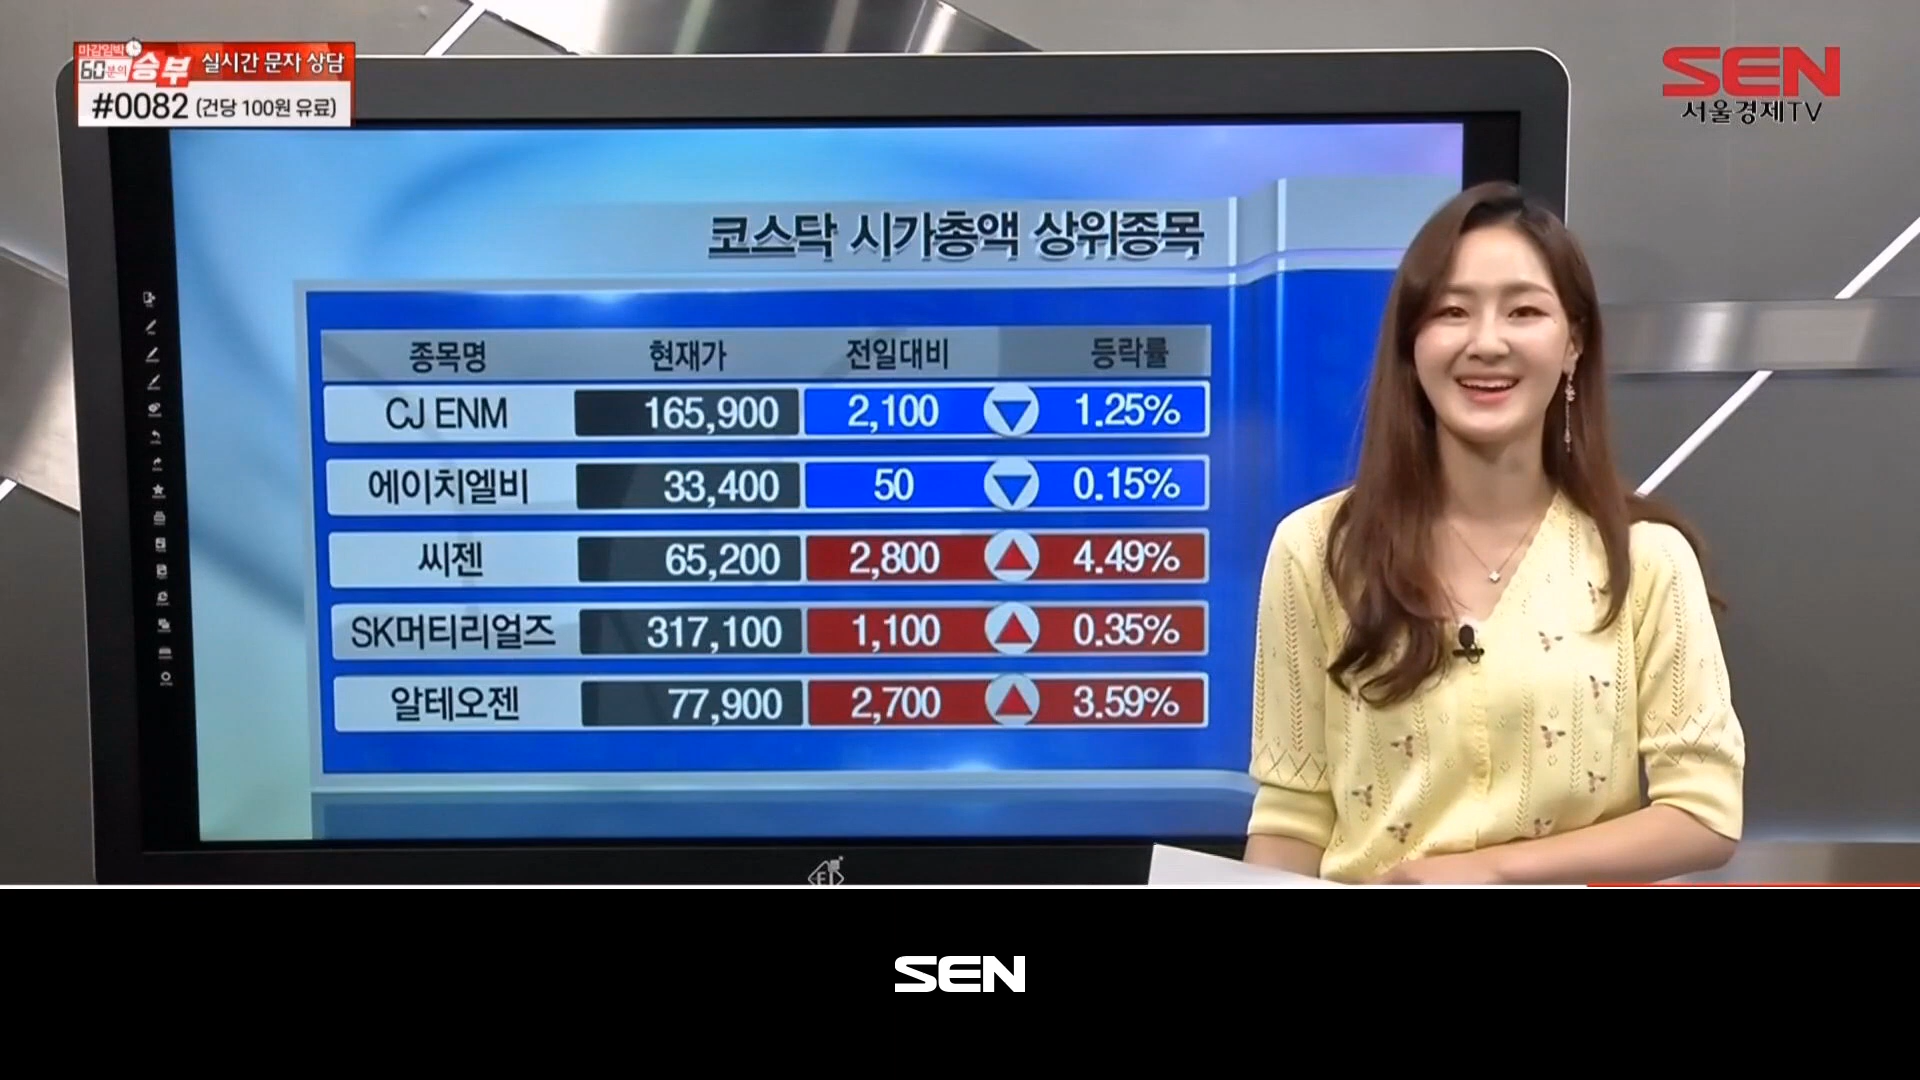 마감임박
60분의 승부 실시간 문자 상담
#0082 (건당 100원 유료)
SEN
서울경제TV
코스닥 시가총액 상위종목
종목명 현재가 전일대비 등락률
CJ ENM 165,900 2,100 ▼ 1.25%
에이치엘비 33,400 50 ▼ 0.15%
씨젠 65,200 2,800 ▲ 4.49%
SK머티리얼즈 317,100 1,100 ▲ 0.35%
알테오젠 77,900 2,700 ▲ 3.59%
SEN